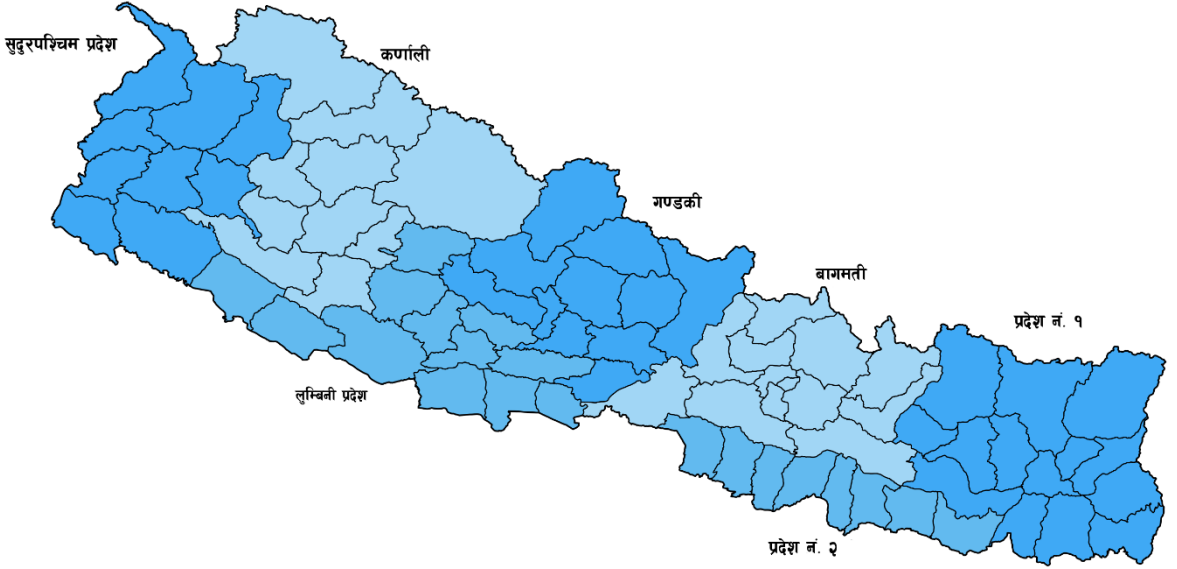 सुदुरपश्चिम प्रदेश
कर्णाली
गण्डकी
बागमती
प्रदेश नं. १
लुम्बिनी प्रदेश
प्रदेश नं. २